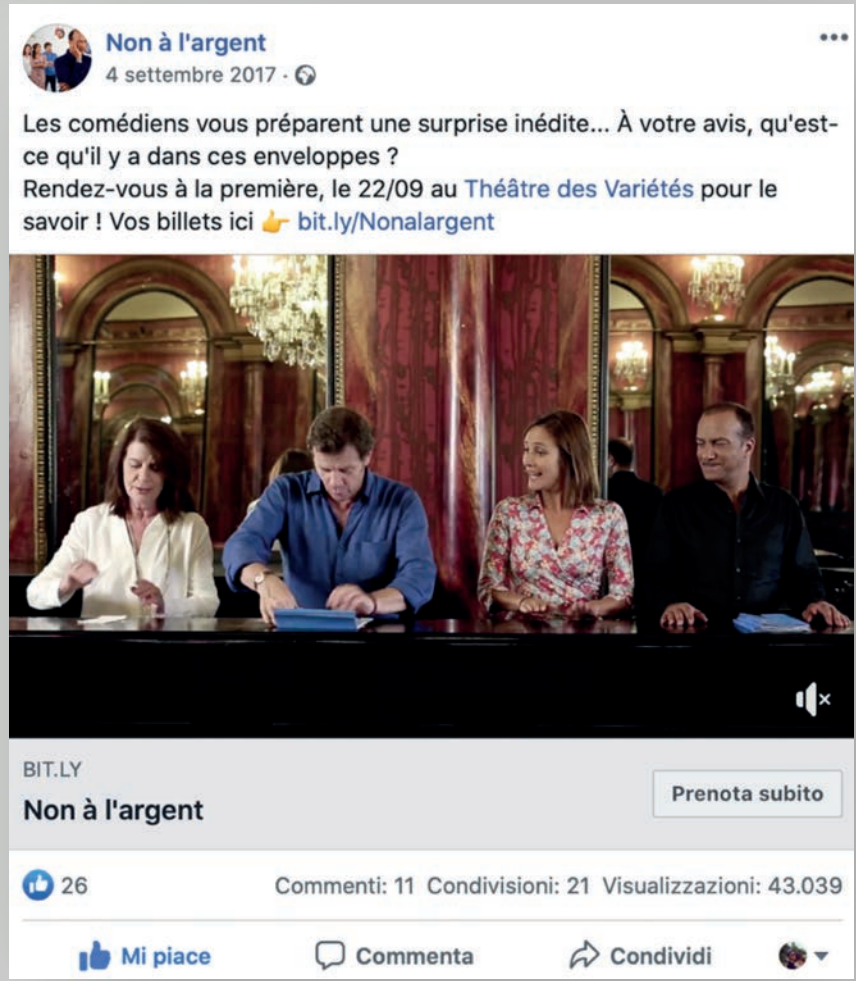 Non à l'argent
4 settembre 2017 ·
Les comédiens vous préparent une surprise inédite... À votre avis, qu'est-
ce qu'il y a dans ces enveloppes ?
Rendez-vous à la première, le 22/09 au Théâtre des Variétés pour le
savoir ! Vos billets ici 👉 bit.ly/Nonalargent
BIT.LY
Non à l'argent
Prenota subito
26
Commenti: 11 Condivisioni: 21 Visualizzazioni: 43.039
Mi piace
Commenta
Condividi